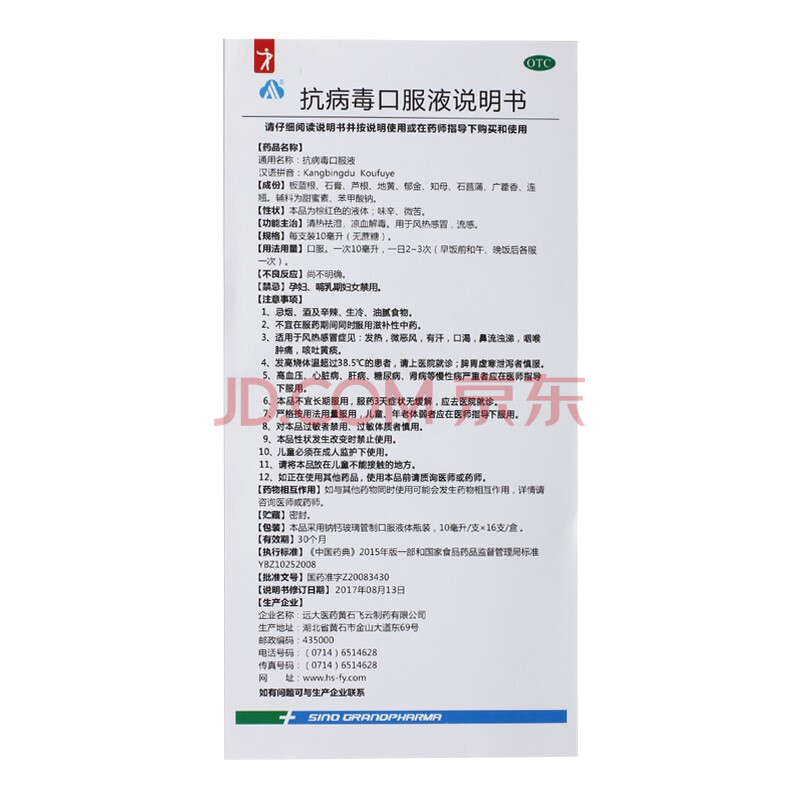 OTC
抗病毒口服液说明书
请仔细阅读说明书并按说明使用或在药师指导下购买和使用
【药品名称】
通用名称：抗病毒口服液
汉语拼音：Kangbingdu Koufuye
【成份】板蓝根、石膏、芦根、地黄、郁金、知母、石菖蒲、广藿香、连
翘。辅料为甜蜜素、苯甲酸钠。
【性状】本品为棕红色的液体；味辛、微苦。
【功能主治】清热祛湿，凉血解毒。用于风热感冒，流感。
【规格】每支装10毫升（无蔗糖）。
【用法用量】口服。一次10毫升，一日2~3次（早饭前和午、晚饭后各服
一次）。
【不良反应】尚不明确。
【禁忌】孕妇、哺乳期妇女禁用。
【注意事项】
1、忌烟、酒及辛辣、生冷、油腻食物。
2、不宜在服药期间同时服用滋补性中药。
3、适用于风热感冒症见：发热，微恶风，有汗，口渴，鼻流浊涕，咽喉
肿痛，咳吐黄痰。
4、发高烧体温超过38.5℃的患者，请上医院就诊；脾胃虚寒泄泻者慎服。
5、高血压、心脏病、肝病、糖尿病、肾病等慢性病严重者应在医师指导
下服用。
6、本品不宜长期服用，服药3天症状无缓解，应去医院就诊。
7、严格按用法用量服用，儿童、年老体弱者应在医师指导下服用。
8、对本品过敏者禁用、过敏体质者慎用。
9、本品性状发生改变时禁止使用。
10、儿童必须在成人监护下使用。
11、请将本品放在儿童不能接触的地方。
12、如正在使用其他药品，使用本品前请质询医师或药师。
JD.COM 京东
【药物相互作用】如与其他药物同时使用可能会发生药物相互作用，详情请
咨询医师或药师。
【贮藏】密封。
【包装】本品采用钠钙玻璃管制口服液体瓶装，10毫升/支×16支/盒。
【有效期】30个月
【执行标准】《中国药典》2015年版一部和国家食品药品监督管理局标准
YBZ10252008
【批准文号】国药准字Z20083430
【说明书修订日期】2017年08月13日
【生产企业】
企业名称：远大医药黄石飞云制药有限公司
生产地址：湖北省黄石市金山大道东69号
邮政编码：435000
电话号码：（0714）6514628
传真号码：（0714）6514628
网 址：www.hs-fy.com
如有问题可与生产企业联系
SINO GRANDPHARMA